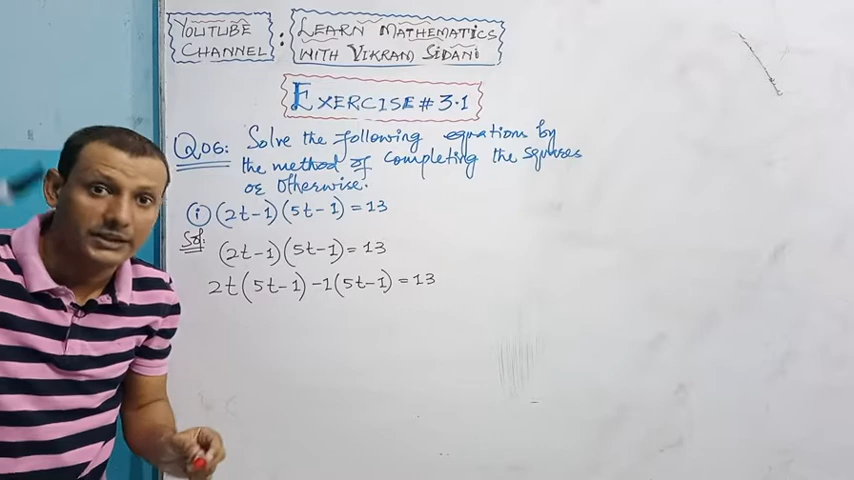 YOUTUBE CHANNEL : LEARN MATHEMATICS WITH VIKRAM SIDANI
EXERCISE # 3.1
Q06: Solve the following equation by
the method of completing the squares
or otherwise.
i (2t-1)(5t-1)=13
Sol: (2t-1)(5t-1)=13
2t(5t-1)-1(5t-1)=13